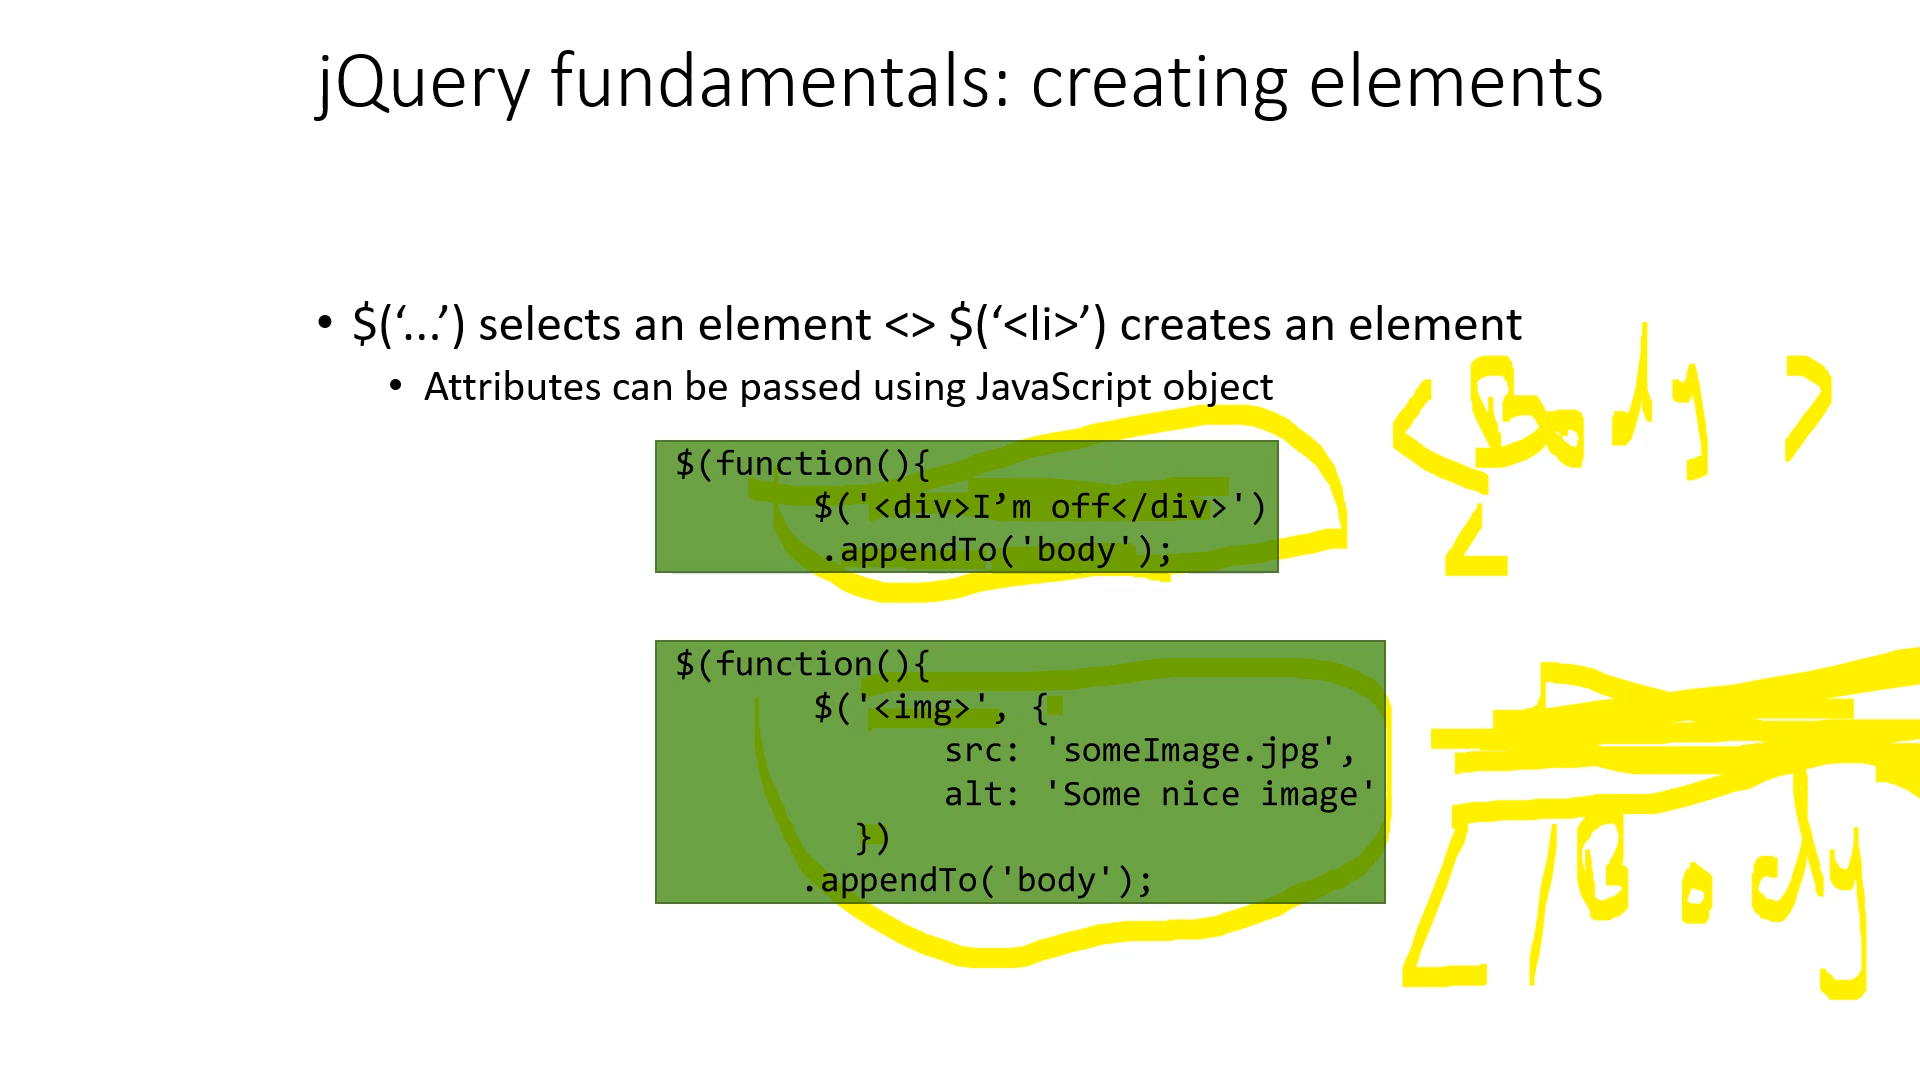 jQuery fundamentals: creating elements
• $(‘...’) selects an element <> $(‘<li>’) creates an element
• Attributes can be passed using JavaScript object
$(function(){
$('<div>I’m off</div>')
.appendTo('body');
<Body>
<
$(function(){
$('<img>', {
src: 'someImage.jpg',
alt: 'Some nice image'
})
.appendTo('body');
</Body